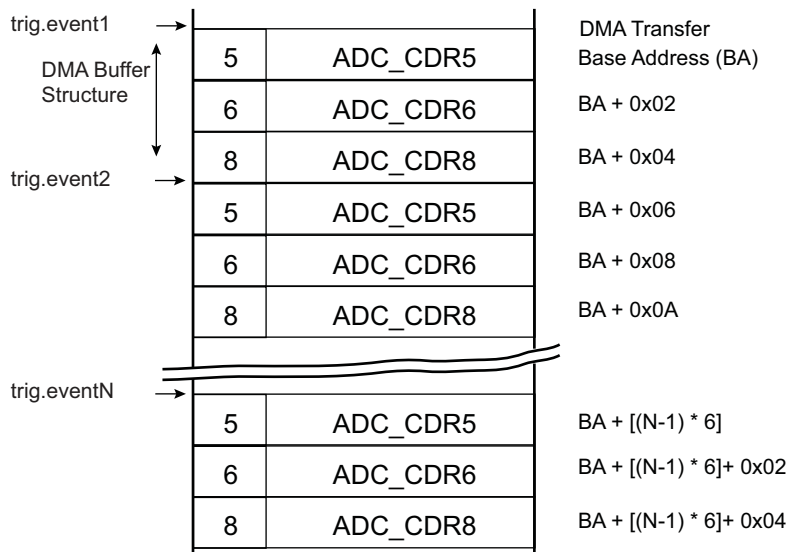 trig.event1
DMA Transfer
DMA Buffer
Structure
5 ADC_CDR5 Base Address (BA)
6 ADC_CDR6 BA + 0x02
8 ADC_CDR8 BA + 0x04
trig.event2
5 ADC_CDR5 BA + 0x06
6 ADC_CDR6 BA + 0x08
8 ADC_CDR8 BA + 0x0A
trig.eventN
5 ADC_CDR5 BA + [(N-1) * 6]
6 ADC_CDR6 BA + [(N-1) * 6]+ 0x02
8 ADC_CDR8 BA + [(N-1) * 6]+ 0x04